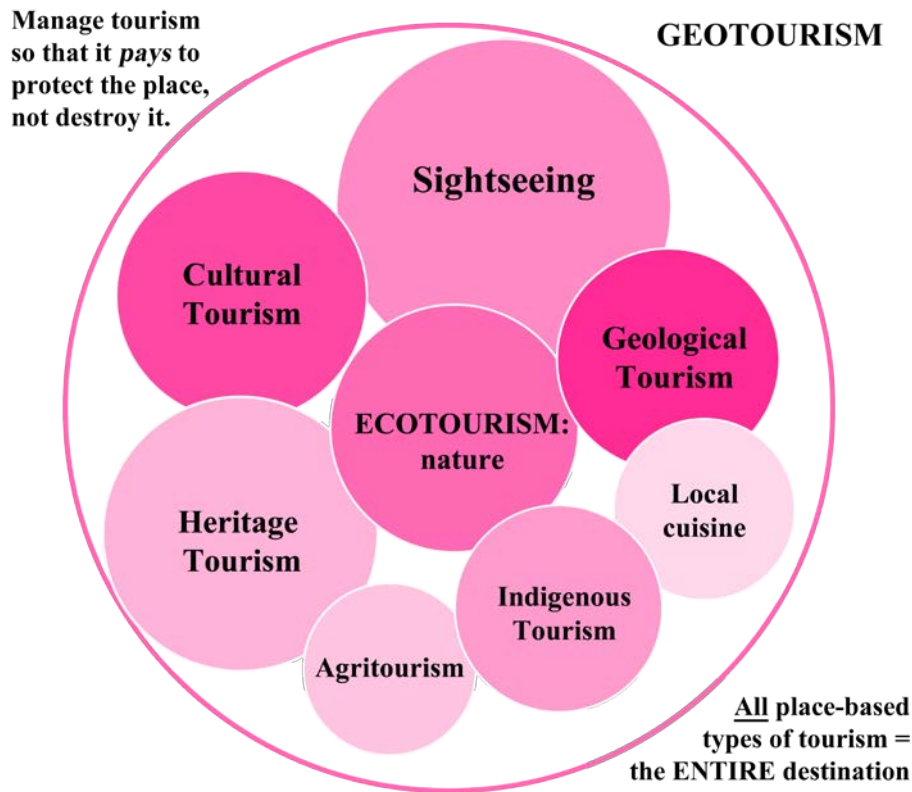 Manage tourism
so that it pays to
protect the place,
not destroy it.
GEOTOURISM
Sightseeing
Cultural
Tourism
Geological
Tourism
ECOTOURISM:
nature
Local
cuisine
Heritage
Tourism
Indigenous
Tourism
Agritourism
All place-based
types of tourism =
the ENTIRE destination